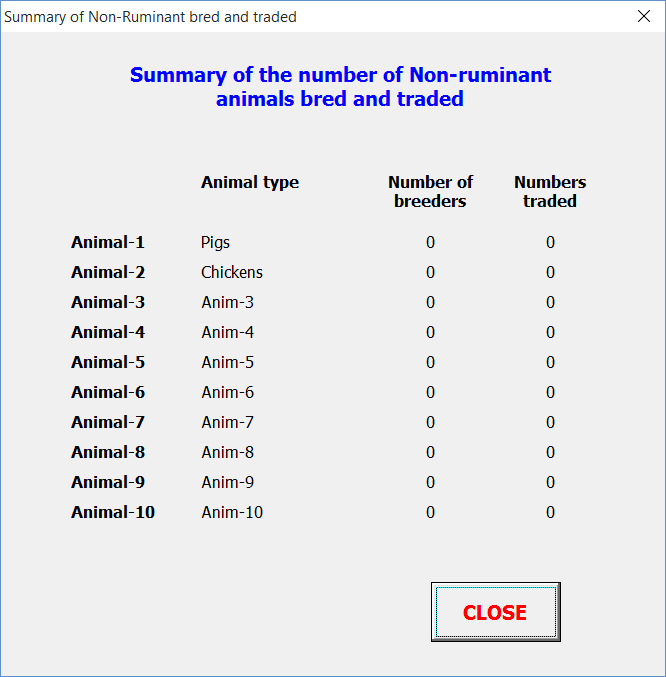 Summary of Non-Ruminant bred and traded
Summary of the number of Non-ruminant
animals bred and traded
Animal type Number of Numbers
breeders traded
Animal-1 Pigs 0 0
Animal-2 Chickens 0 0
Animal-3 Anim-3 0 0
Animal-4 Anim-4 0 0
Animal-5 Anim-5 0 0
Animal-6 Anim-6 0 0
Animal-7 Anim-7 0 0
Animal-8 Anim-8 0 0
Animal-9 Anim-9 0 0
Animal-10 Anim-10 0 0
CLOSE